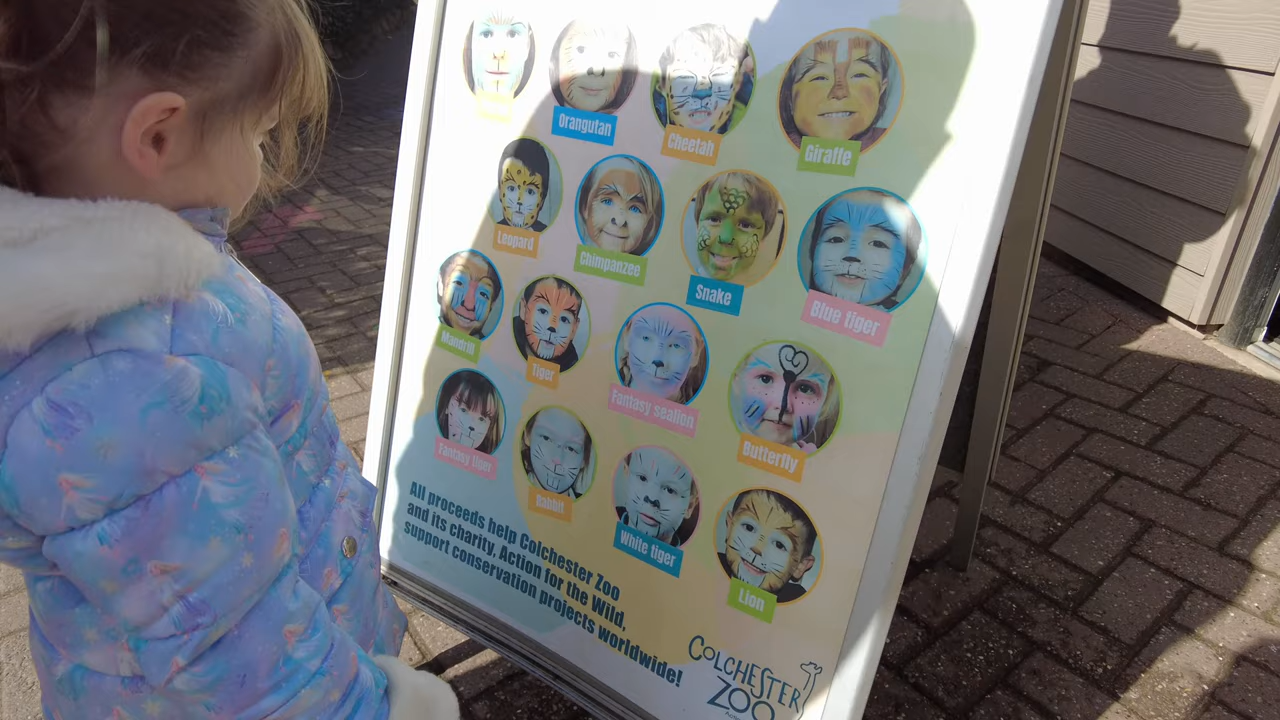 Orangutan
Cheetah
Giraffe
Leopard
Chimpanzee
Snake
Blue tiger
Mandrill
Tiger
Fantasy sealion
Butterfly
Fantasy tiger
Rabbit
White tiger
Lion
All proceeds help Colchester Zoo
and its charity, Action for the Wild,
support conservation projects worldwide!
COLCHESTER
ZOO